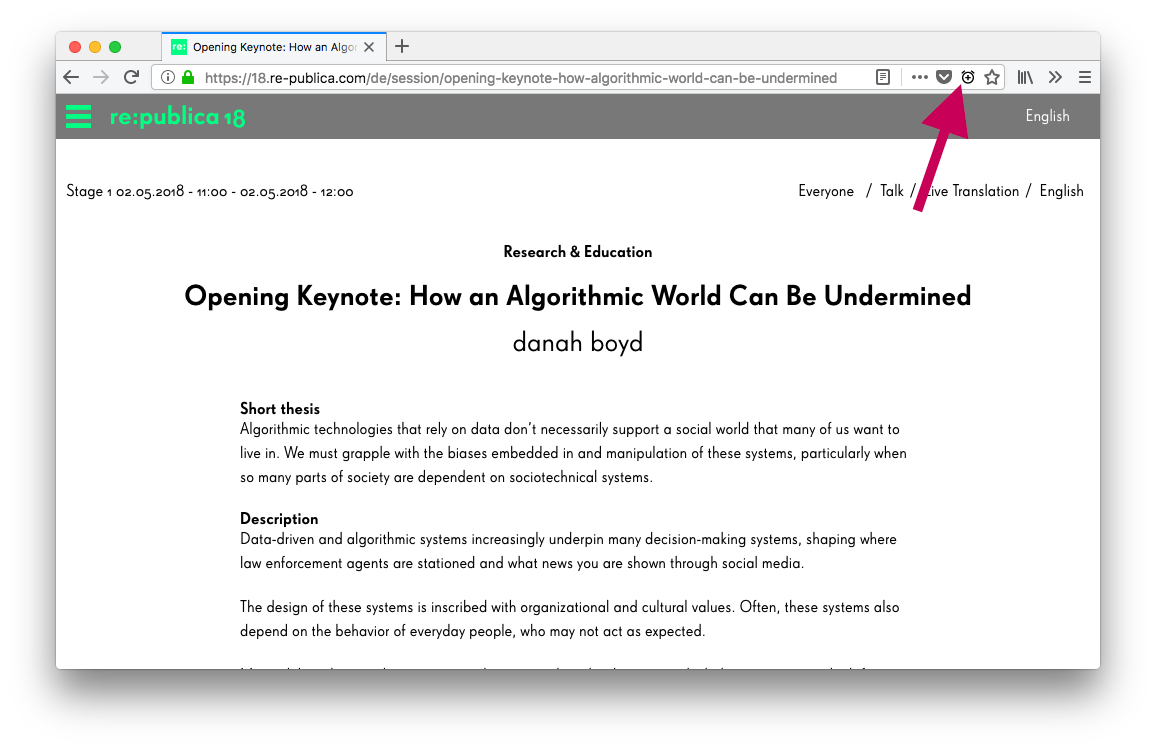 re: Opening Keynote: How an Algor
https://18.re-publica.com/de/session/opening-keynote-how-algorithmic-world-can-be-undermined
re:publica 18
English
Stage 1 02.05.2018 - 11:00 - 02.05.2018 - 12:00
Everyone / Talk / Live Translation / English
Research & Education
Opening Keynote: How an Algorithmic World Can Be Undermined
danah boyd
Short thesis
Algorithmic technologies that rely on data don't necessarily support a social world that many of us want to
live in. We must grapple with the biases embedded in and manipulation of these systems, particularly when
so many parts of society are dependent on sociotechnical systems.
Description
Data-driven and algorithmic systems increasingly underpin many decision-making systems, shaping where
law enforcement agents are stationed and what news you are shown through social media.
The design of these systems is inscribed with organizational and cultural values. Often, these systems also
depend on the behavior of everyday people, who may not act as expected.